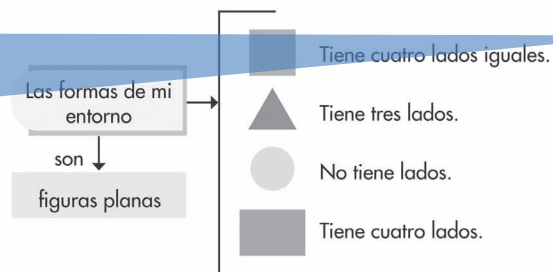 Las formas de mi
entorno
son
figuras planas
Tiene cuatro lados iguales.
Tiene tres lados.
No tiene lados.
Tiene cuatro lados.